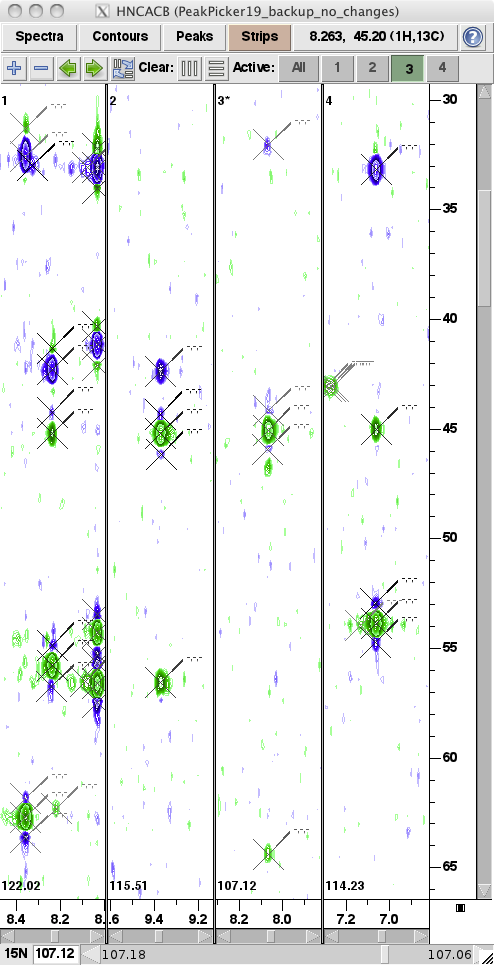 HNCACB (PeakPicker19_backup_no_changes)
Spectra Contours Peaks Strips 8.263, 45.20 (1H,13C) ?
Clear: Active: All 1 2 3 4
1 2 3* 4
30
35
40
45
50
55
60
65
122.02 115.51 107.12 114.23
8.4 8.2 8. .6 9.4 9.2 8.2 8.0 7.2 7.0
15N 107.12 107.18 107.06